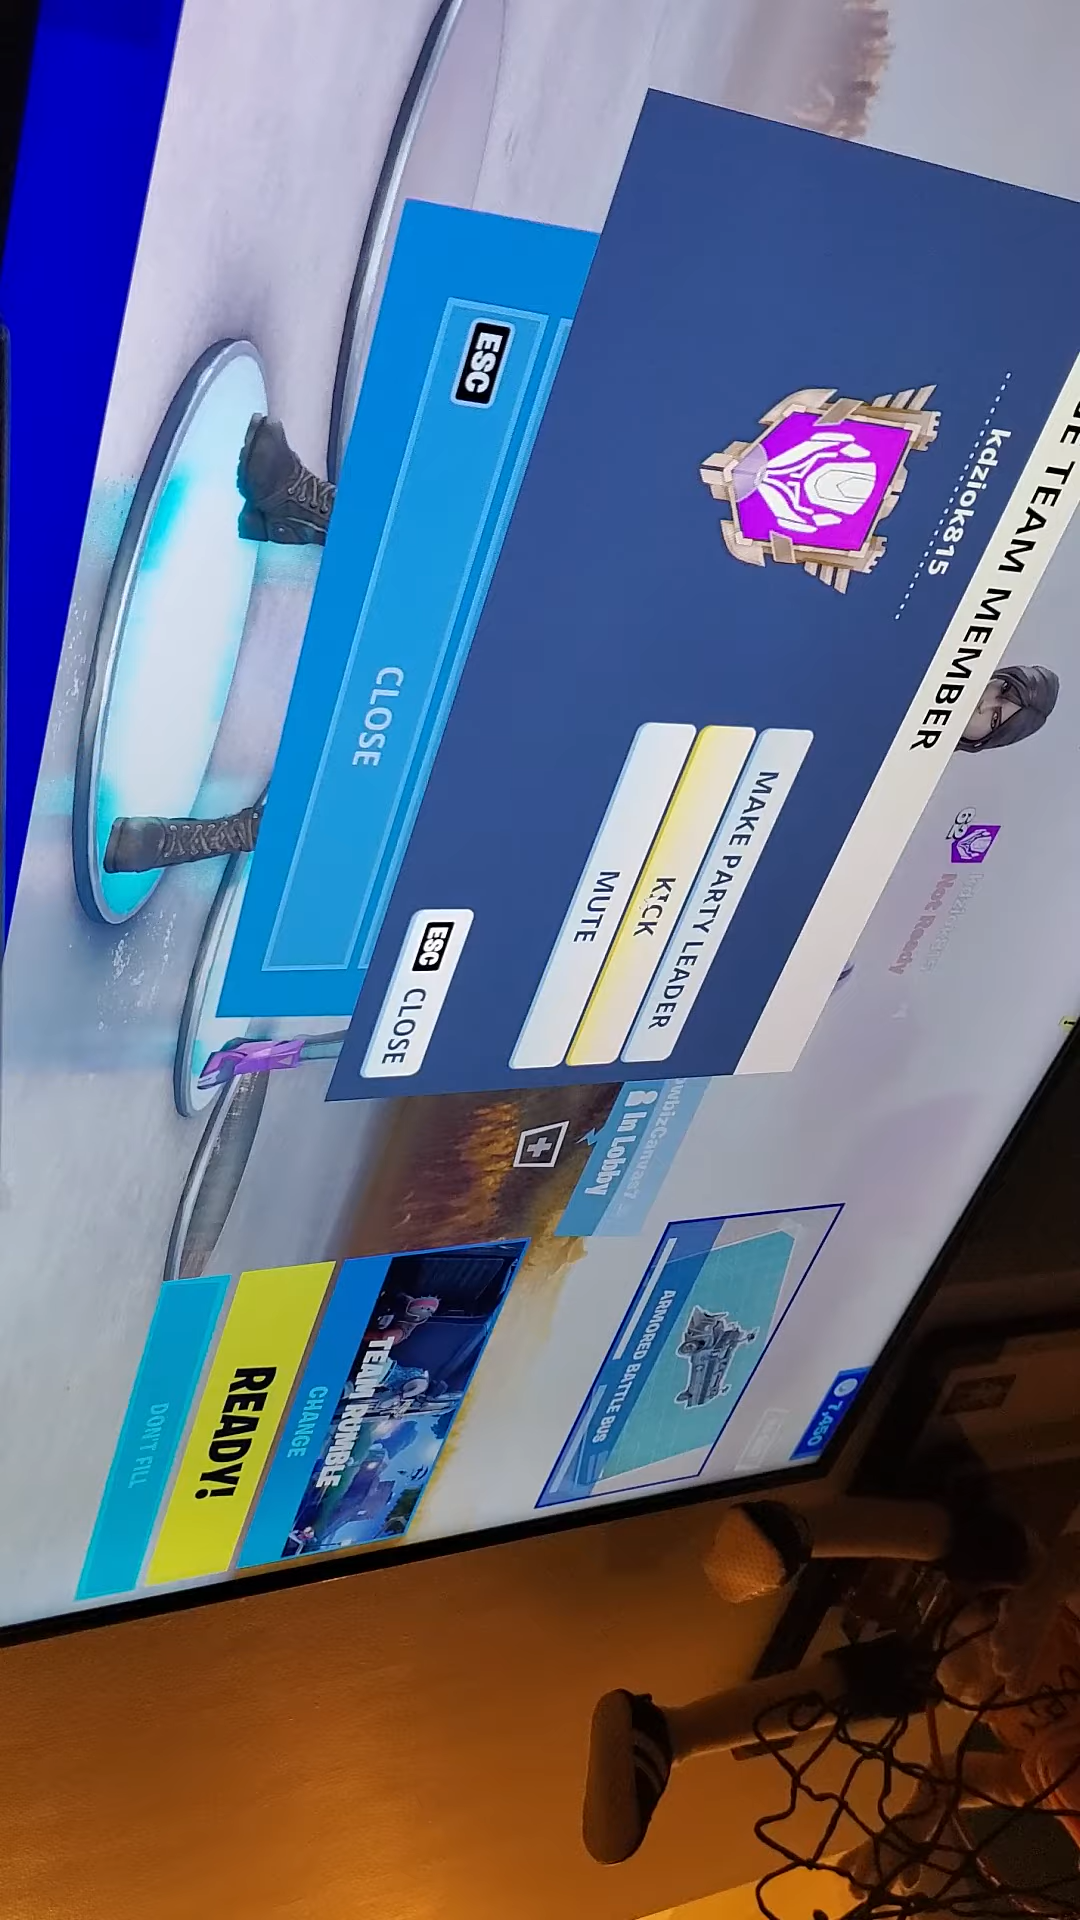 TEAM MEMBER
kdziok815
MAKE PARTY LEADER
KICK
MUTE
ESC CLOSE
ESC
CLOSE
62
Not Ready
In Lobby
7,450
ARMORED BATTLE BUS
TEAM RUMBLE
CHANGE
READY!
DON'T FILL